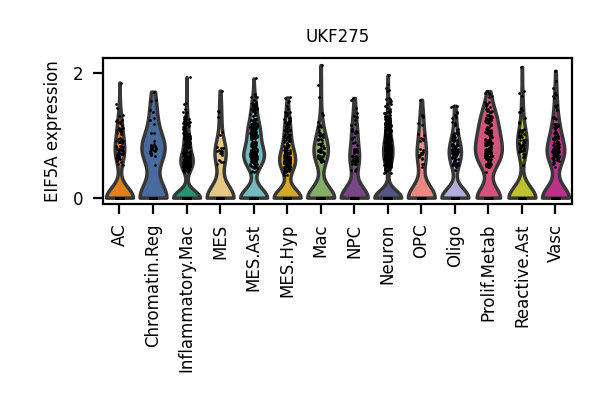 UKF275
EIF5A expression
2
0
AC
Chromatin.Reg
Inflammatory.Mac
MES
MES.Ast
MES.Hyp
Mac
NPC
Neuron
OPC
Oligo
Prolif.Metab
Reactive.Ast
Vasc